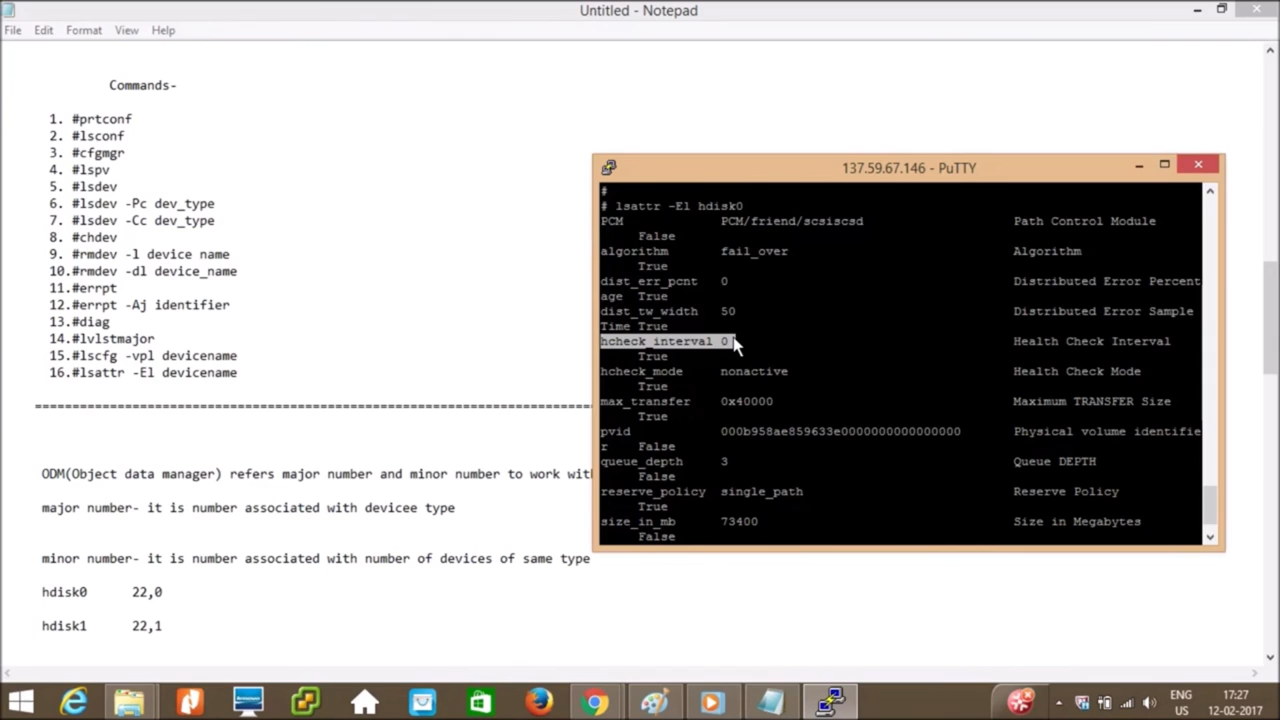 Untitled - Notepad
File Edit Format View Help
Commands-
1. #prtconf
2. #lsconf
3. #cfgmgr
4. #lspv
5. #lsdev
6. #lsdev -Pc dev_type
7. #lsdev -Cc dev_type
8. #chdev
9. #rmdev -l device name
10.#rmdev -dl device_name
11.#errpt
12.#errpt -Aj identifier
13.#diag
14.#lvlstmajor
15.#lscfg -vpl devicename
16.#lsattr -El devicename
==========================================================================
ODM(Object data manager) refers major number and minor number to work wit
major number- it is number associated with devicee type
minor number- it is number associated with number of devices of same type
hdisk0 22,0
hdisk1 22,1
137.59.67.146 - PuTTY
#
# lsattr -El hdisk0
PCM PCM/friend/scsiscsd Path Control Module
False
algorithm fail_over Algorithm
True
dist_err_pcnt 0 Distributed Error Percent
age True
dist_tw_width 50 Distributed Error Sample
Time True
hcheck_interval 0 Health Check Interval
True
hcheck_mode nonactive Health Check Mode
True
max_transfer 0x40000 Maximum TRANSFER Size
True
pvid 000b958ae859633e0000000000000000 Physical volume identifie
r False
queue_depth 3 Queue DEPTH
False
reserve_policy single_path Reserve Policy
True
size_in_mb 73400 Size in Megabytes
False
ENG 17:27
US 12-02-2017